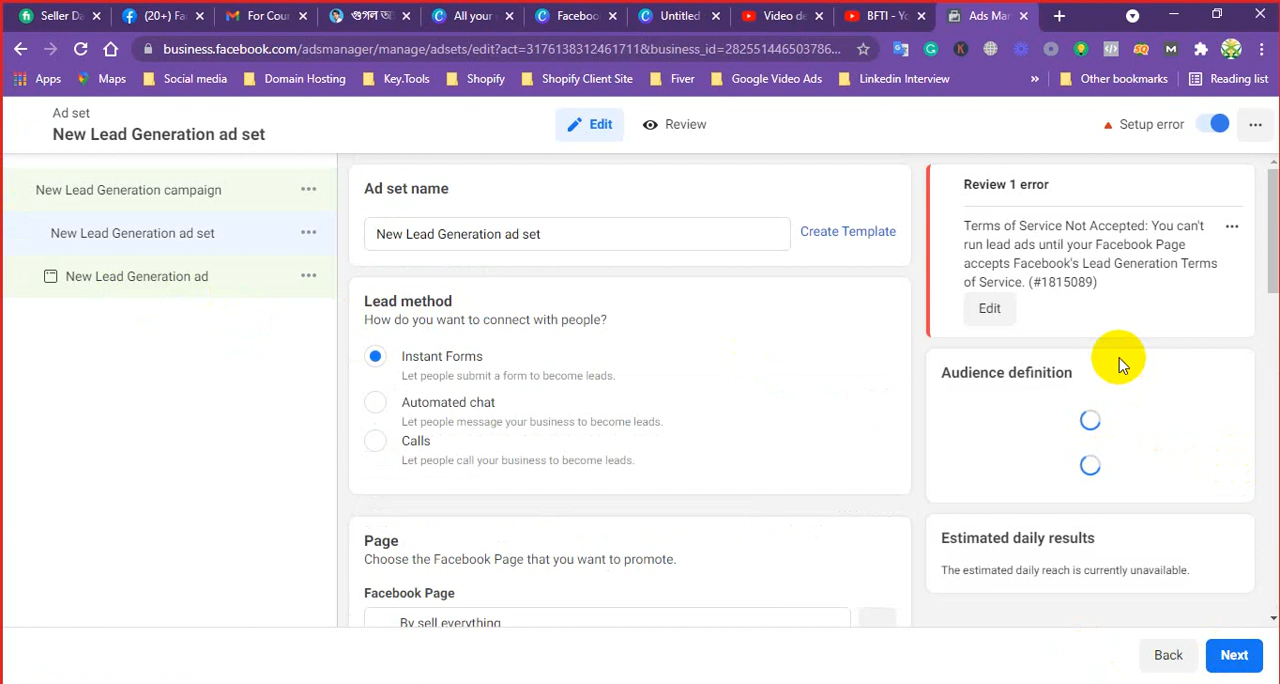 Seller Da
(20+) Fa
For Cour
গুগল অ
All your
Faceboo
Untitled
Video de
BFTI - Yo
Ads Mar
business.facebook.com/adsmanager/manage/adsets/edit?act=3176138312461711&business_id=282551446503786...
Apps
Maps
Social media
Domain Hosting
Key.Tools
Shopify
Shopify Client Site
Fiver
Google Video Ads
Linkedin Interview
»
Other bookmarks
Reading list
Ad set
New Lead Generation ad set
Edit
Review
Setup error
New Lead Generation campaign
New Lead Generation ad set
New Lead Generation ad
Ad set name
New Lead Generation ad set
Create Template
Lead method
How do you want to connect with people?
Instant Forms
Let people submit a form to become leads.
Automated chat
Let people message your business to become leads.
Calls
Let people call your business to become leads.
Page
Choose the Facebook Page that you want to promote.
Facebook Page
By sell everything
Review 1 error
Terms of Service Not Accepted: You can't
run lead ads until your Facebook Page
accepts Facebook's Lead Generation Terms
of Service. (#1815089)
Edit
Audience definition
Estimated daily results
The estimated daily reach is currently unavailable.
Back
Next